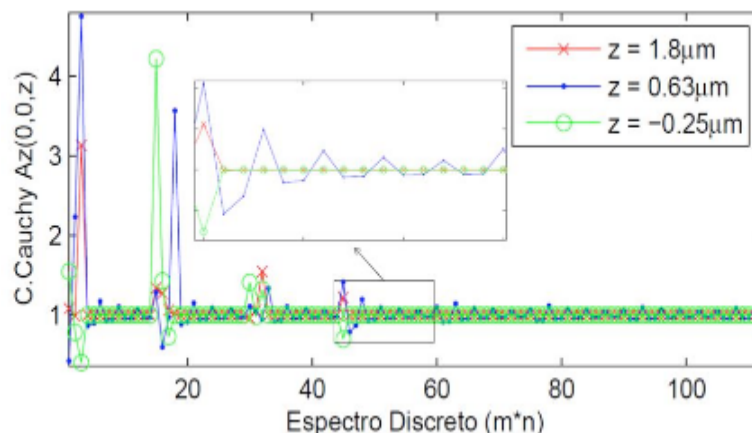 C.Cauchy Az(0,0,z)
4
3
2
1
20
40
60
80
100
Espectro Discreto (m*n)
z = 1.8μm
z = 0.63μm
z = −0.25μm